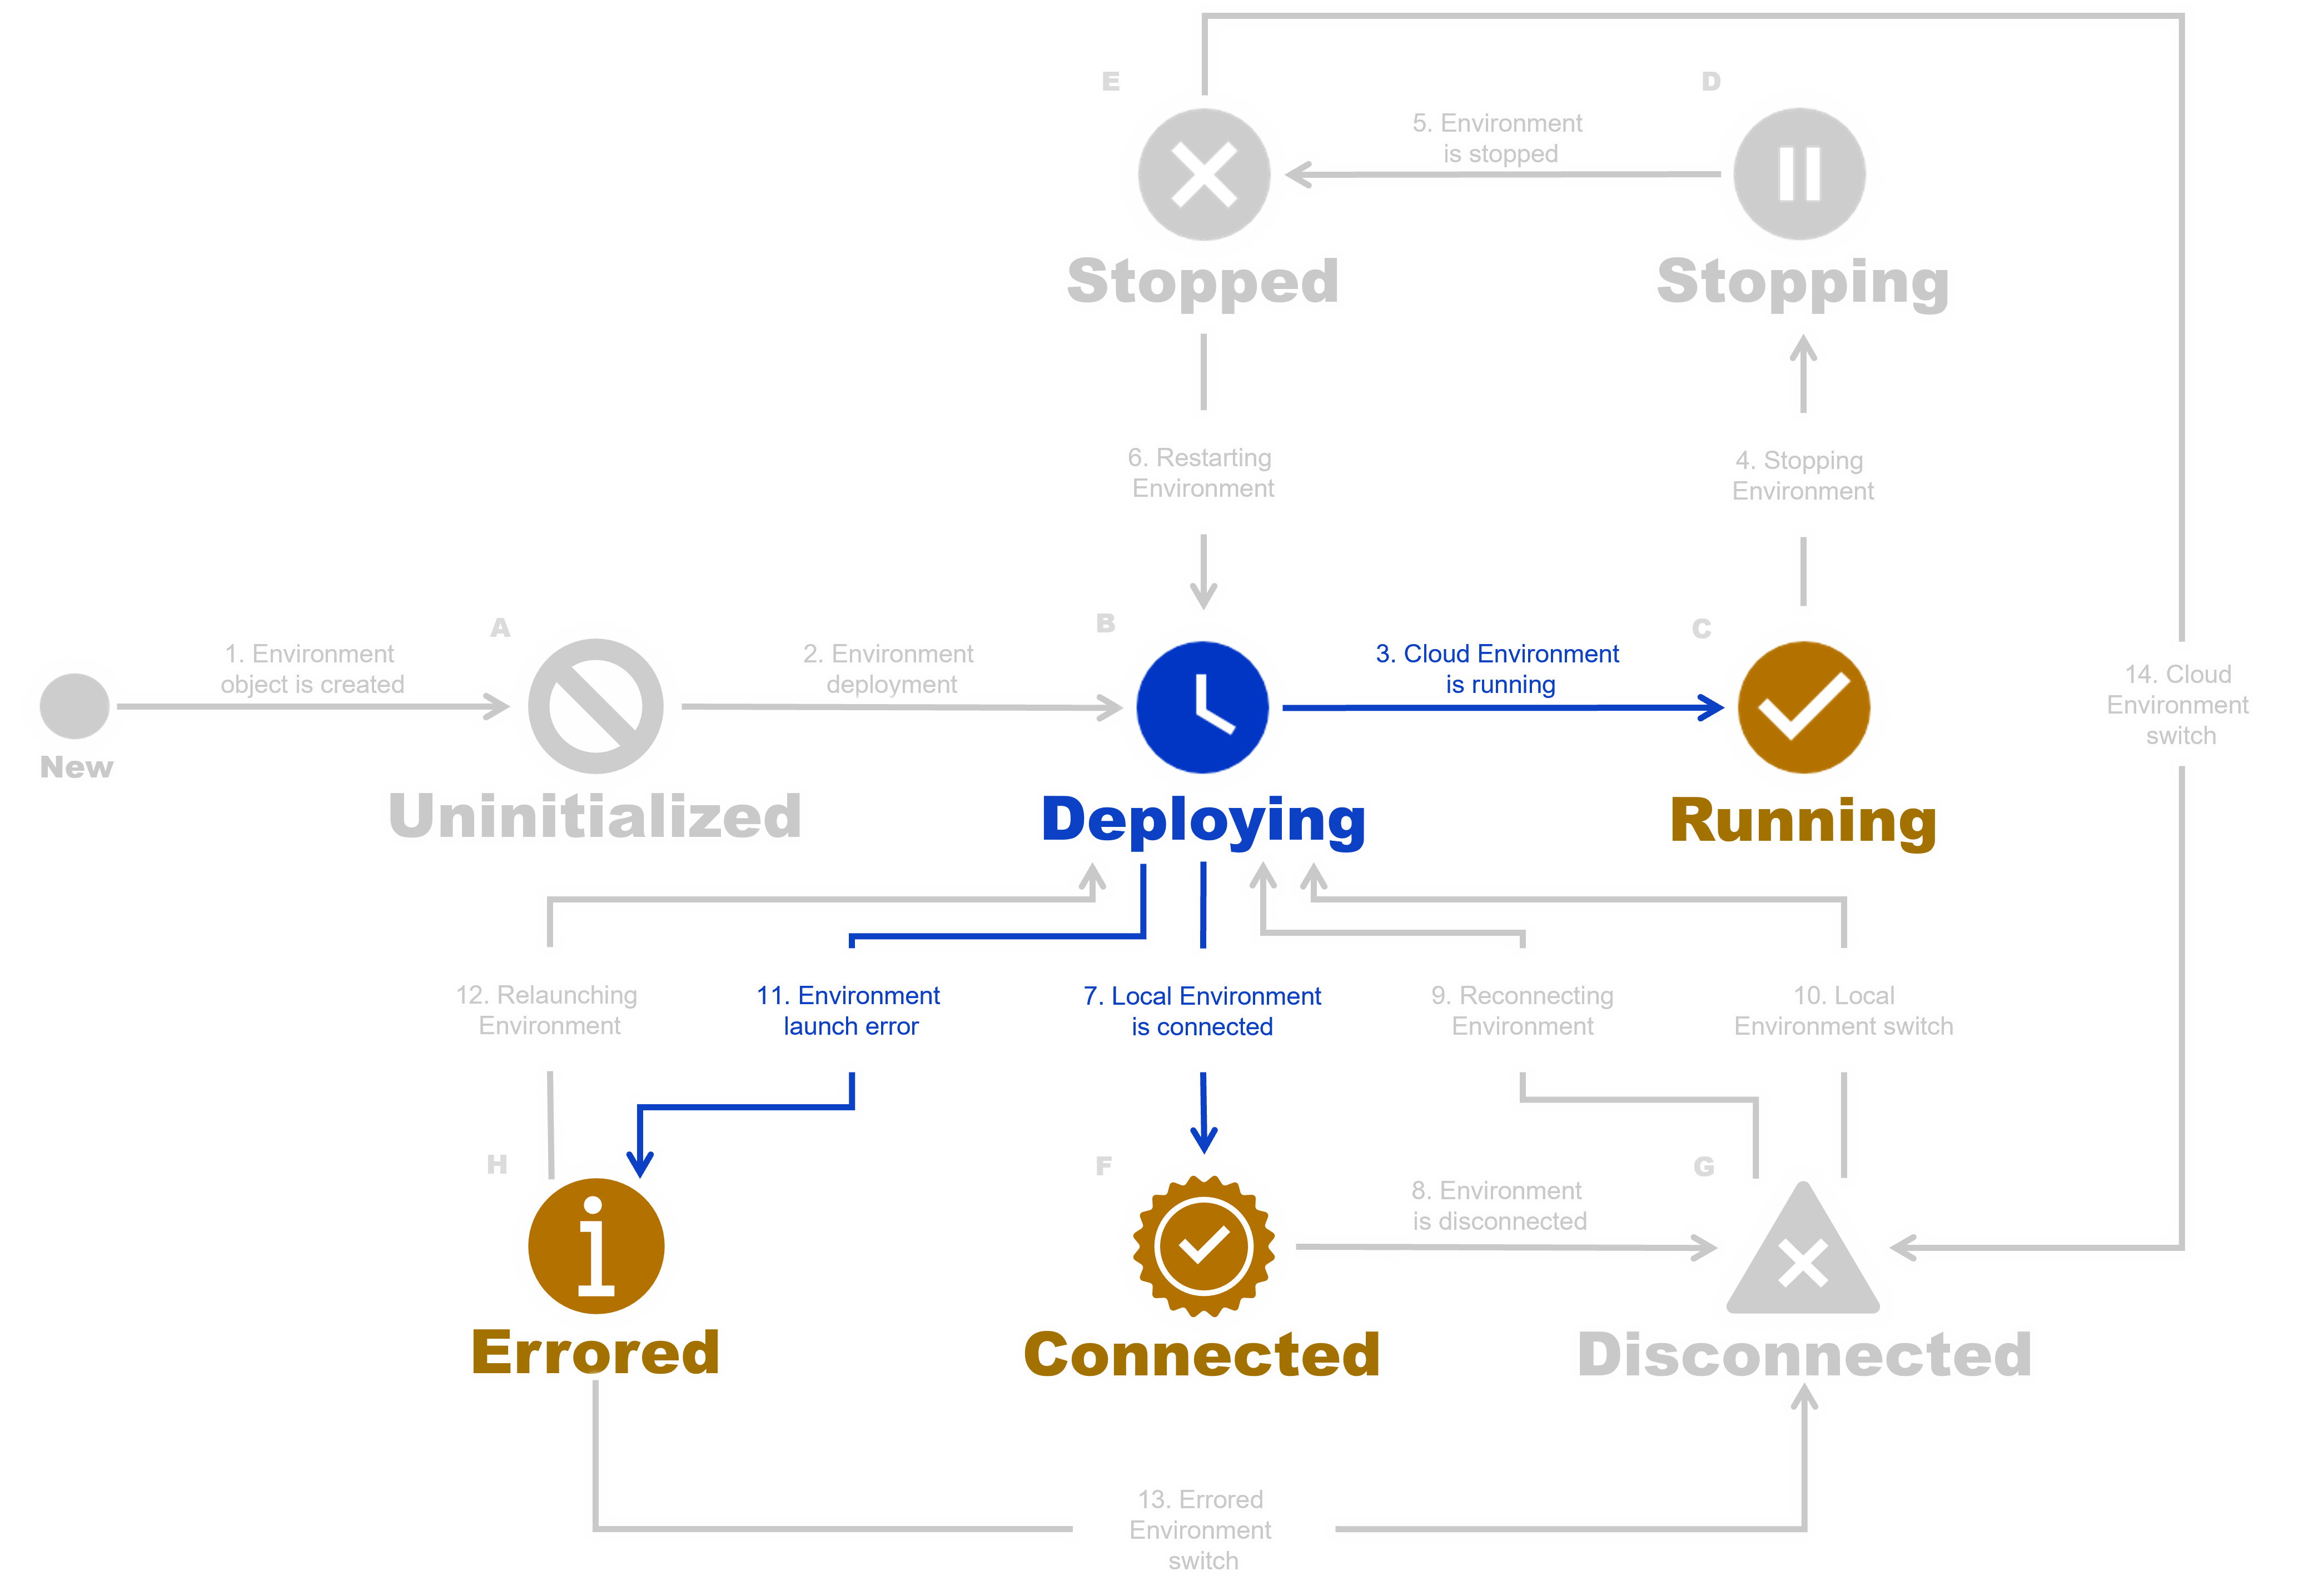 E
D
5. Environment
is stopped
Stopped
Stopping
6. Restarting
Environment
4. Stopping
Environment
A
B
C
1. Environment
object is created
2. Environment
deployment
3. Cloud Environment
is running
14. Cloud
Environment
switch
New
Uninitialized
Deploying
Running
12. Relaunching
Environment
11. Environment
launch error
7. Local Environment
is connected
9. Reconnecting
Environment
10. Local
Environment switch
H
F
G
8. Environment
is disconnected
Errored
Connected
Disconnected
13. Errored
Environment
switch